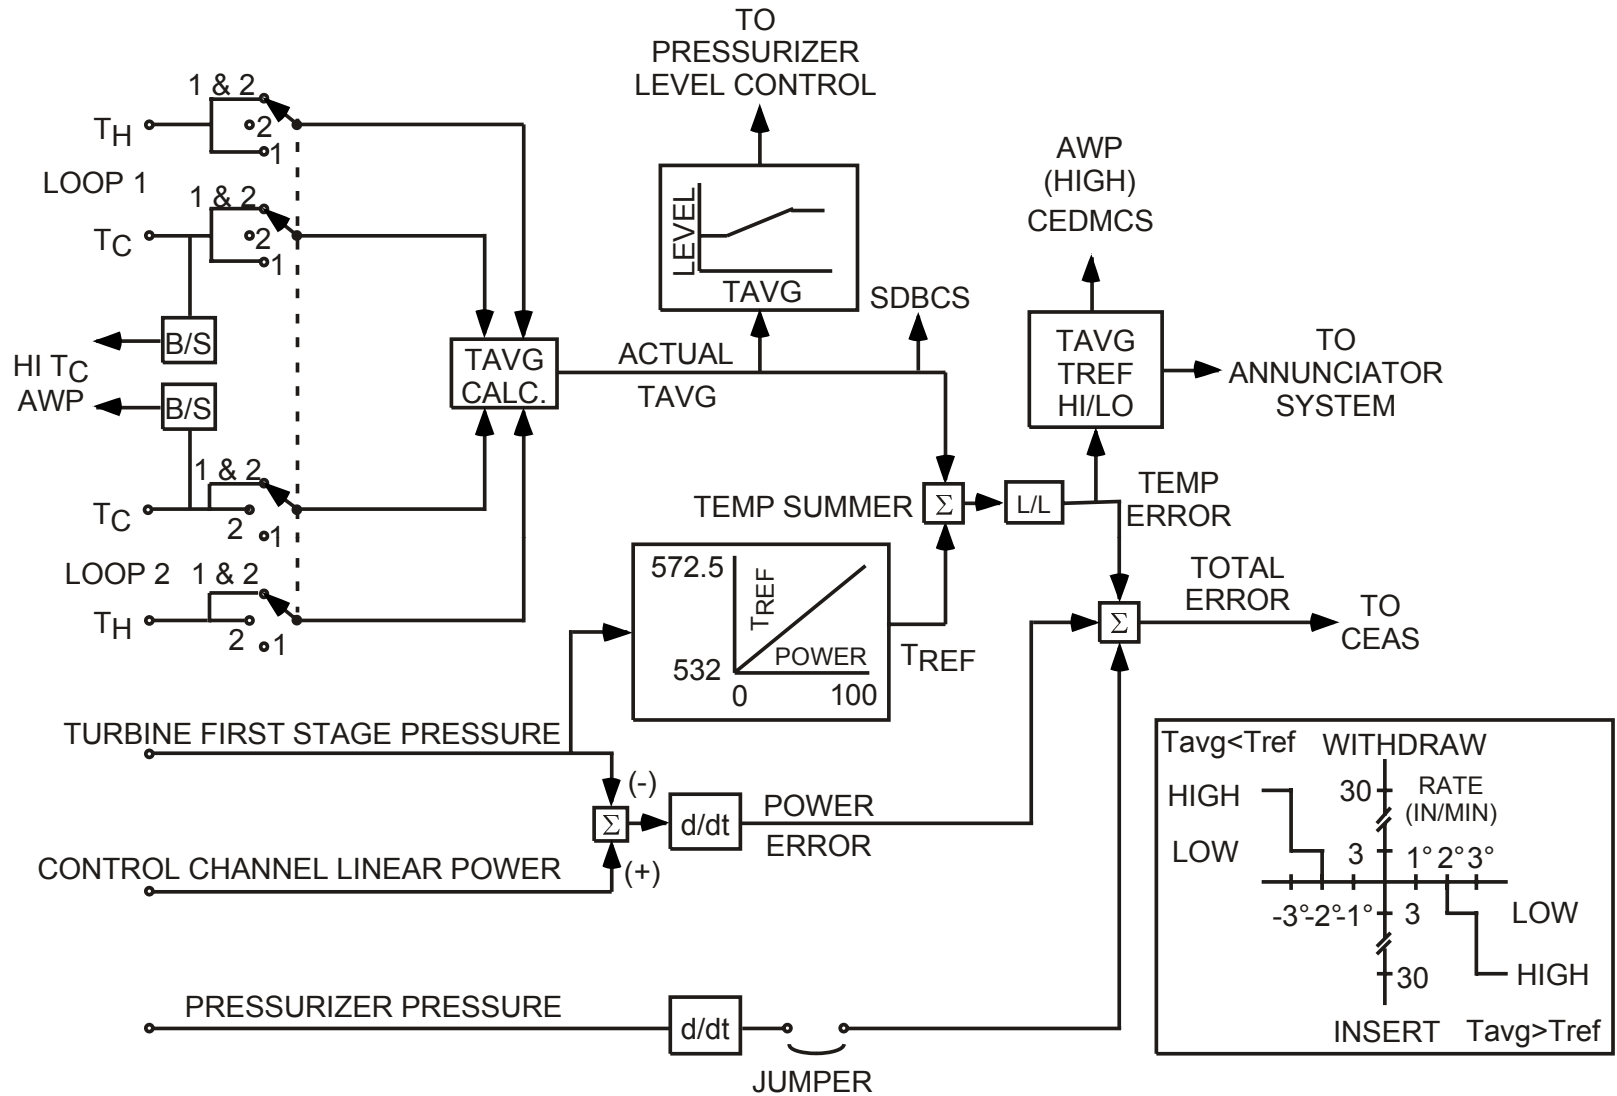 TO
PRESSURIZER
LEVEL CONTROL
1 & 2
TH
2
1
LOOP 1
1 & 2
TC
2
1
B/S
HI TC
AWP
B/S
1 & 2
TC
2
1
LOOP 2
1 & 2
TH
2
1
TAVG
CALC.
ACTUAL
TAVG
LEVEL
TAVG
SDBCS
AWP
(HIGH)
CEDMCS
TAVG
TREF
HI/LO
TO
ANNUNCIATOR
SYSTEM
TEMP SUMMER
Σ
L/L
TEMP
ERROR
572.5
TREF
POWER
532
0
100
TREF
Σ
TOTAL
ERROR
TO
CEAS
TURBINE FIRST STAGE PRESSURE
(-)
Σ
d/dt
POWER
ERROR
CONTROL CHANNEL LINEAR POWER
(+)
PRESSURIZER PRESSURE
d/dt
JUMPER
Tavg<Tref
WITHDRAW
HIGH
30
RATE
(IN/MIN)
LOW
3
1° 2° 3°
-3°-2°-1°
3
LOW
30
HIGH
INSERT
Tavg>Tref